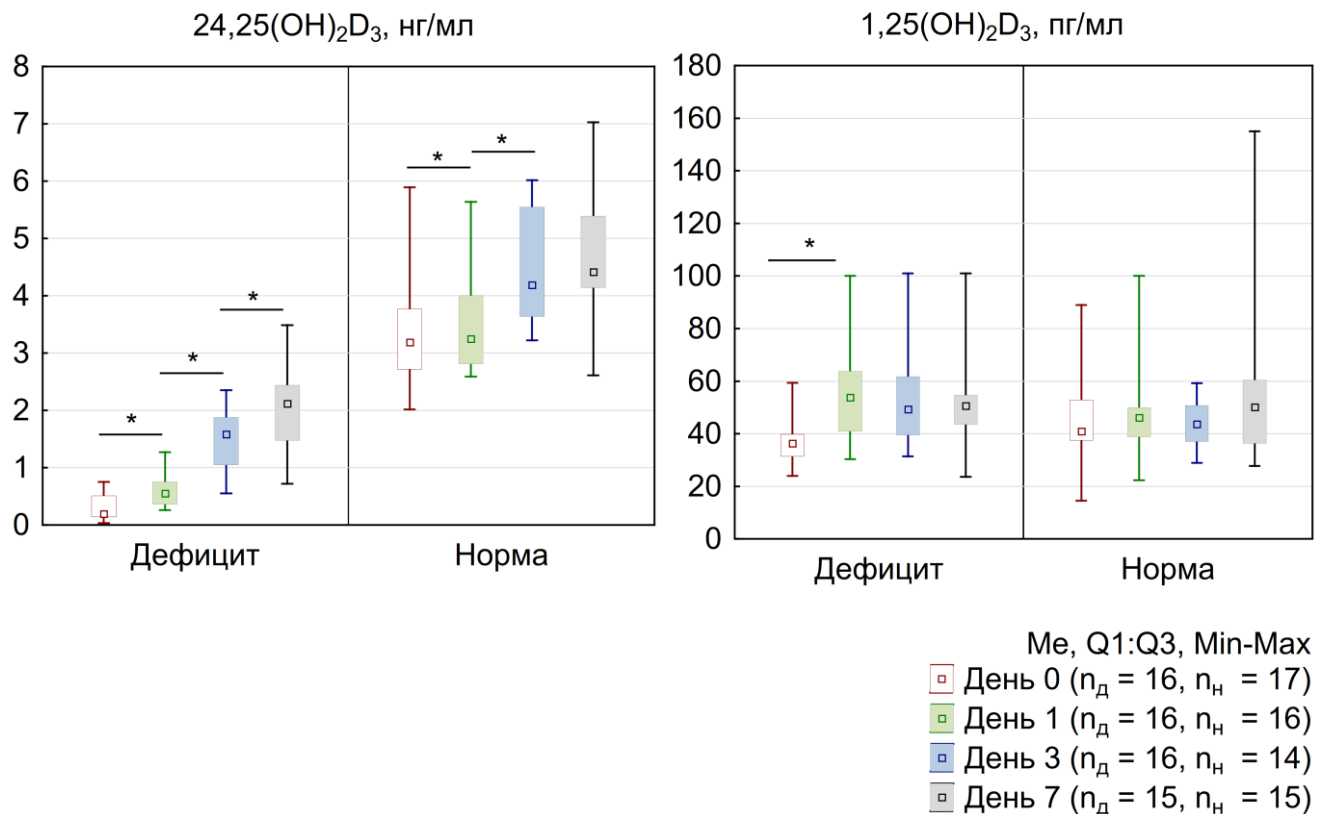 24,25(OH)₂D₃, нг/мл
8
7
6
5
4
3
2
1
0
* * * * *
Дефицит Норма
1,25(OH)₂D₃, пг/мл
180
160
140
120
100
80
60
40
20
0
*
Дефицит Норма
Me, Q1:Q3, Min-Max
День 0 (nд = 16, nн = 17)
День 1 (nд = 16, nн = 16)
День 3 (nд = 16, nн = 14)
День 7 (nд = 15, nн = 15)